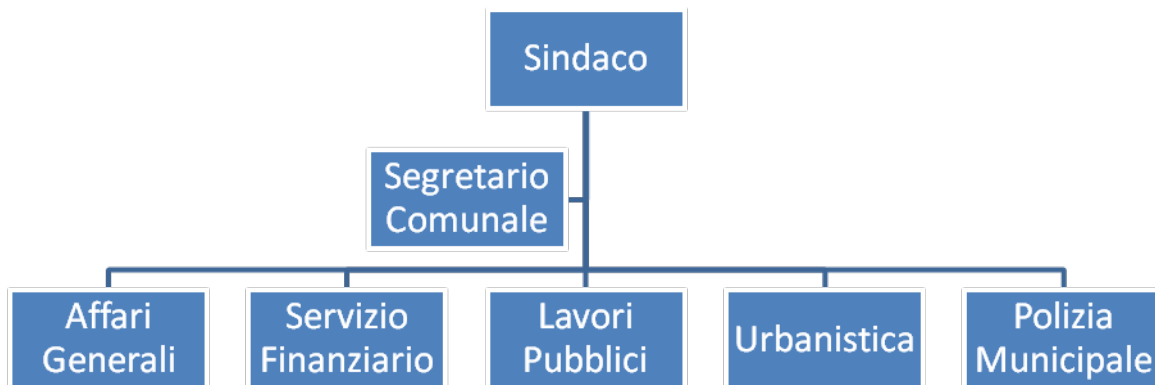 Sindaco
Segretario
Comunale
Affari
Generali
Servizio
Finanziario
Lavori
Pubblici
Urbanistica
Polizia
Municipale